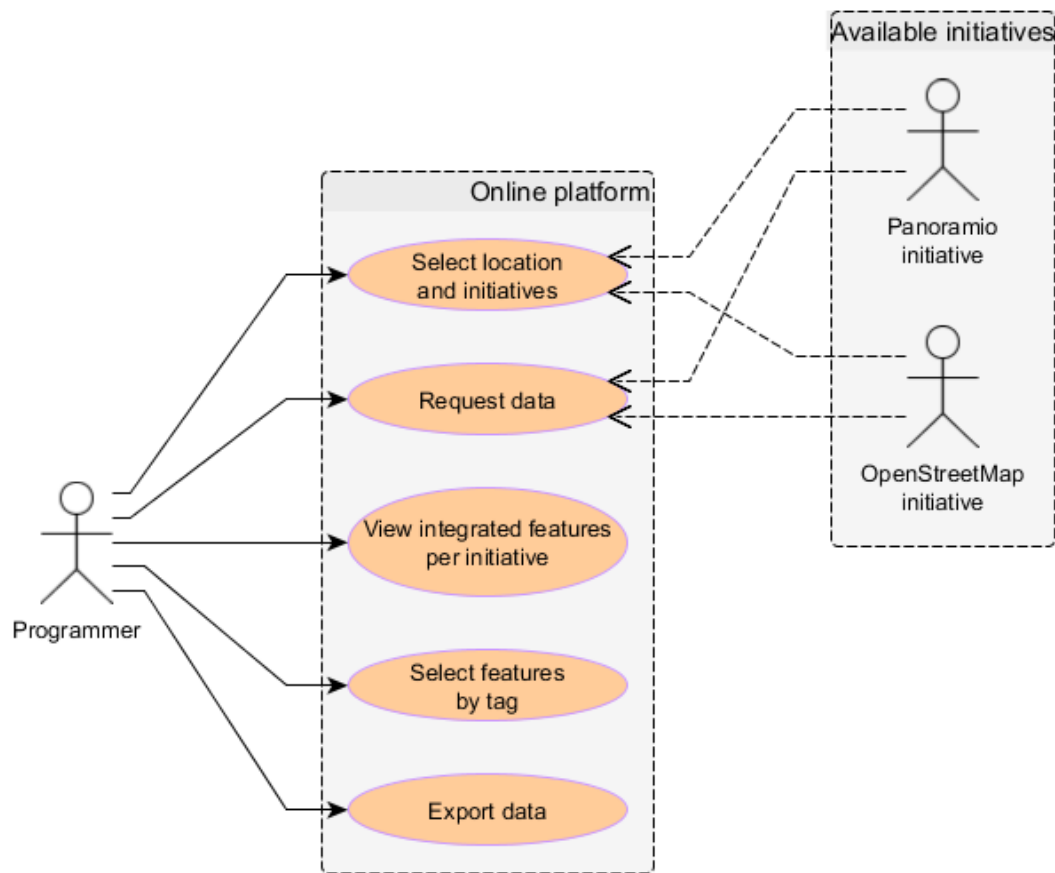 Available initiatives
Panoramio
initiative
OpenStreetMap
initiative
Online platform
Select location
and initiatives
Request data
View integrated features
per initiative
Select features
by tag
Export data
Programmer